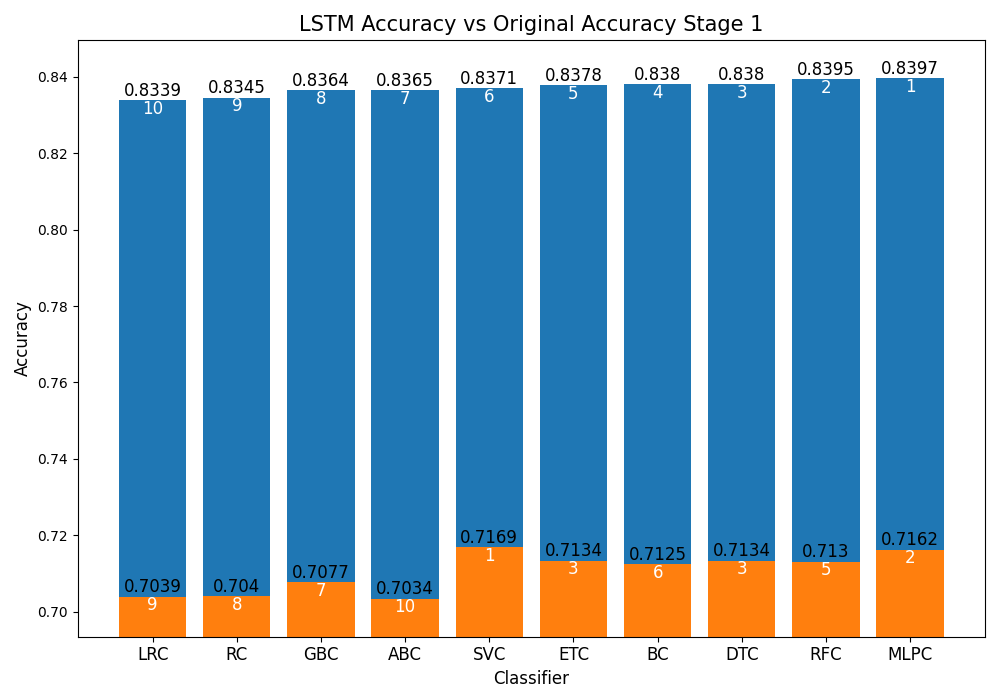 LSTM Accuracy vs Original Accuracy Stage 1
0.8339 0.8345 0.8364 0.8365 0.8371 0.8378 0.838 0.838 0.8395 0.8397
10 9 8 7 6 5 4 3 2 1
0.84
0.82
0.80
0.78
0.76
0.74
0.72
0.70
Accuracy
0.7039 0.704 0.7077 0.7034 0.7169 0.7134 0.7125 0.7134 0.713 0.7162
9 8 7 10 1 3 6 3 5 2
LRC RC GBC ABC SVC ETC BC DTC RFC MLPC
Classifier